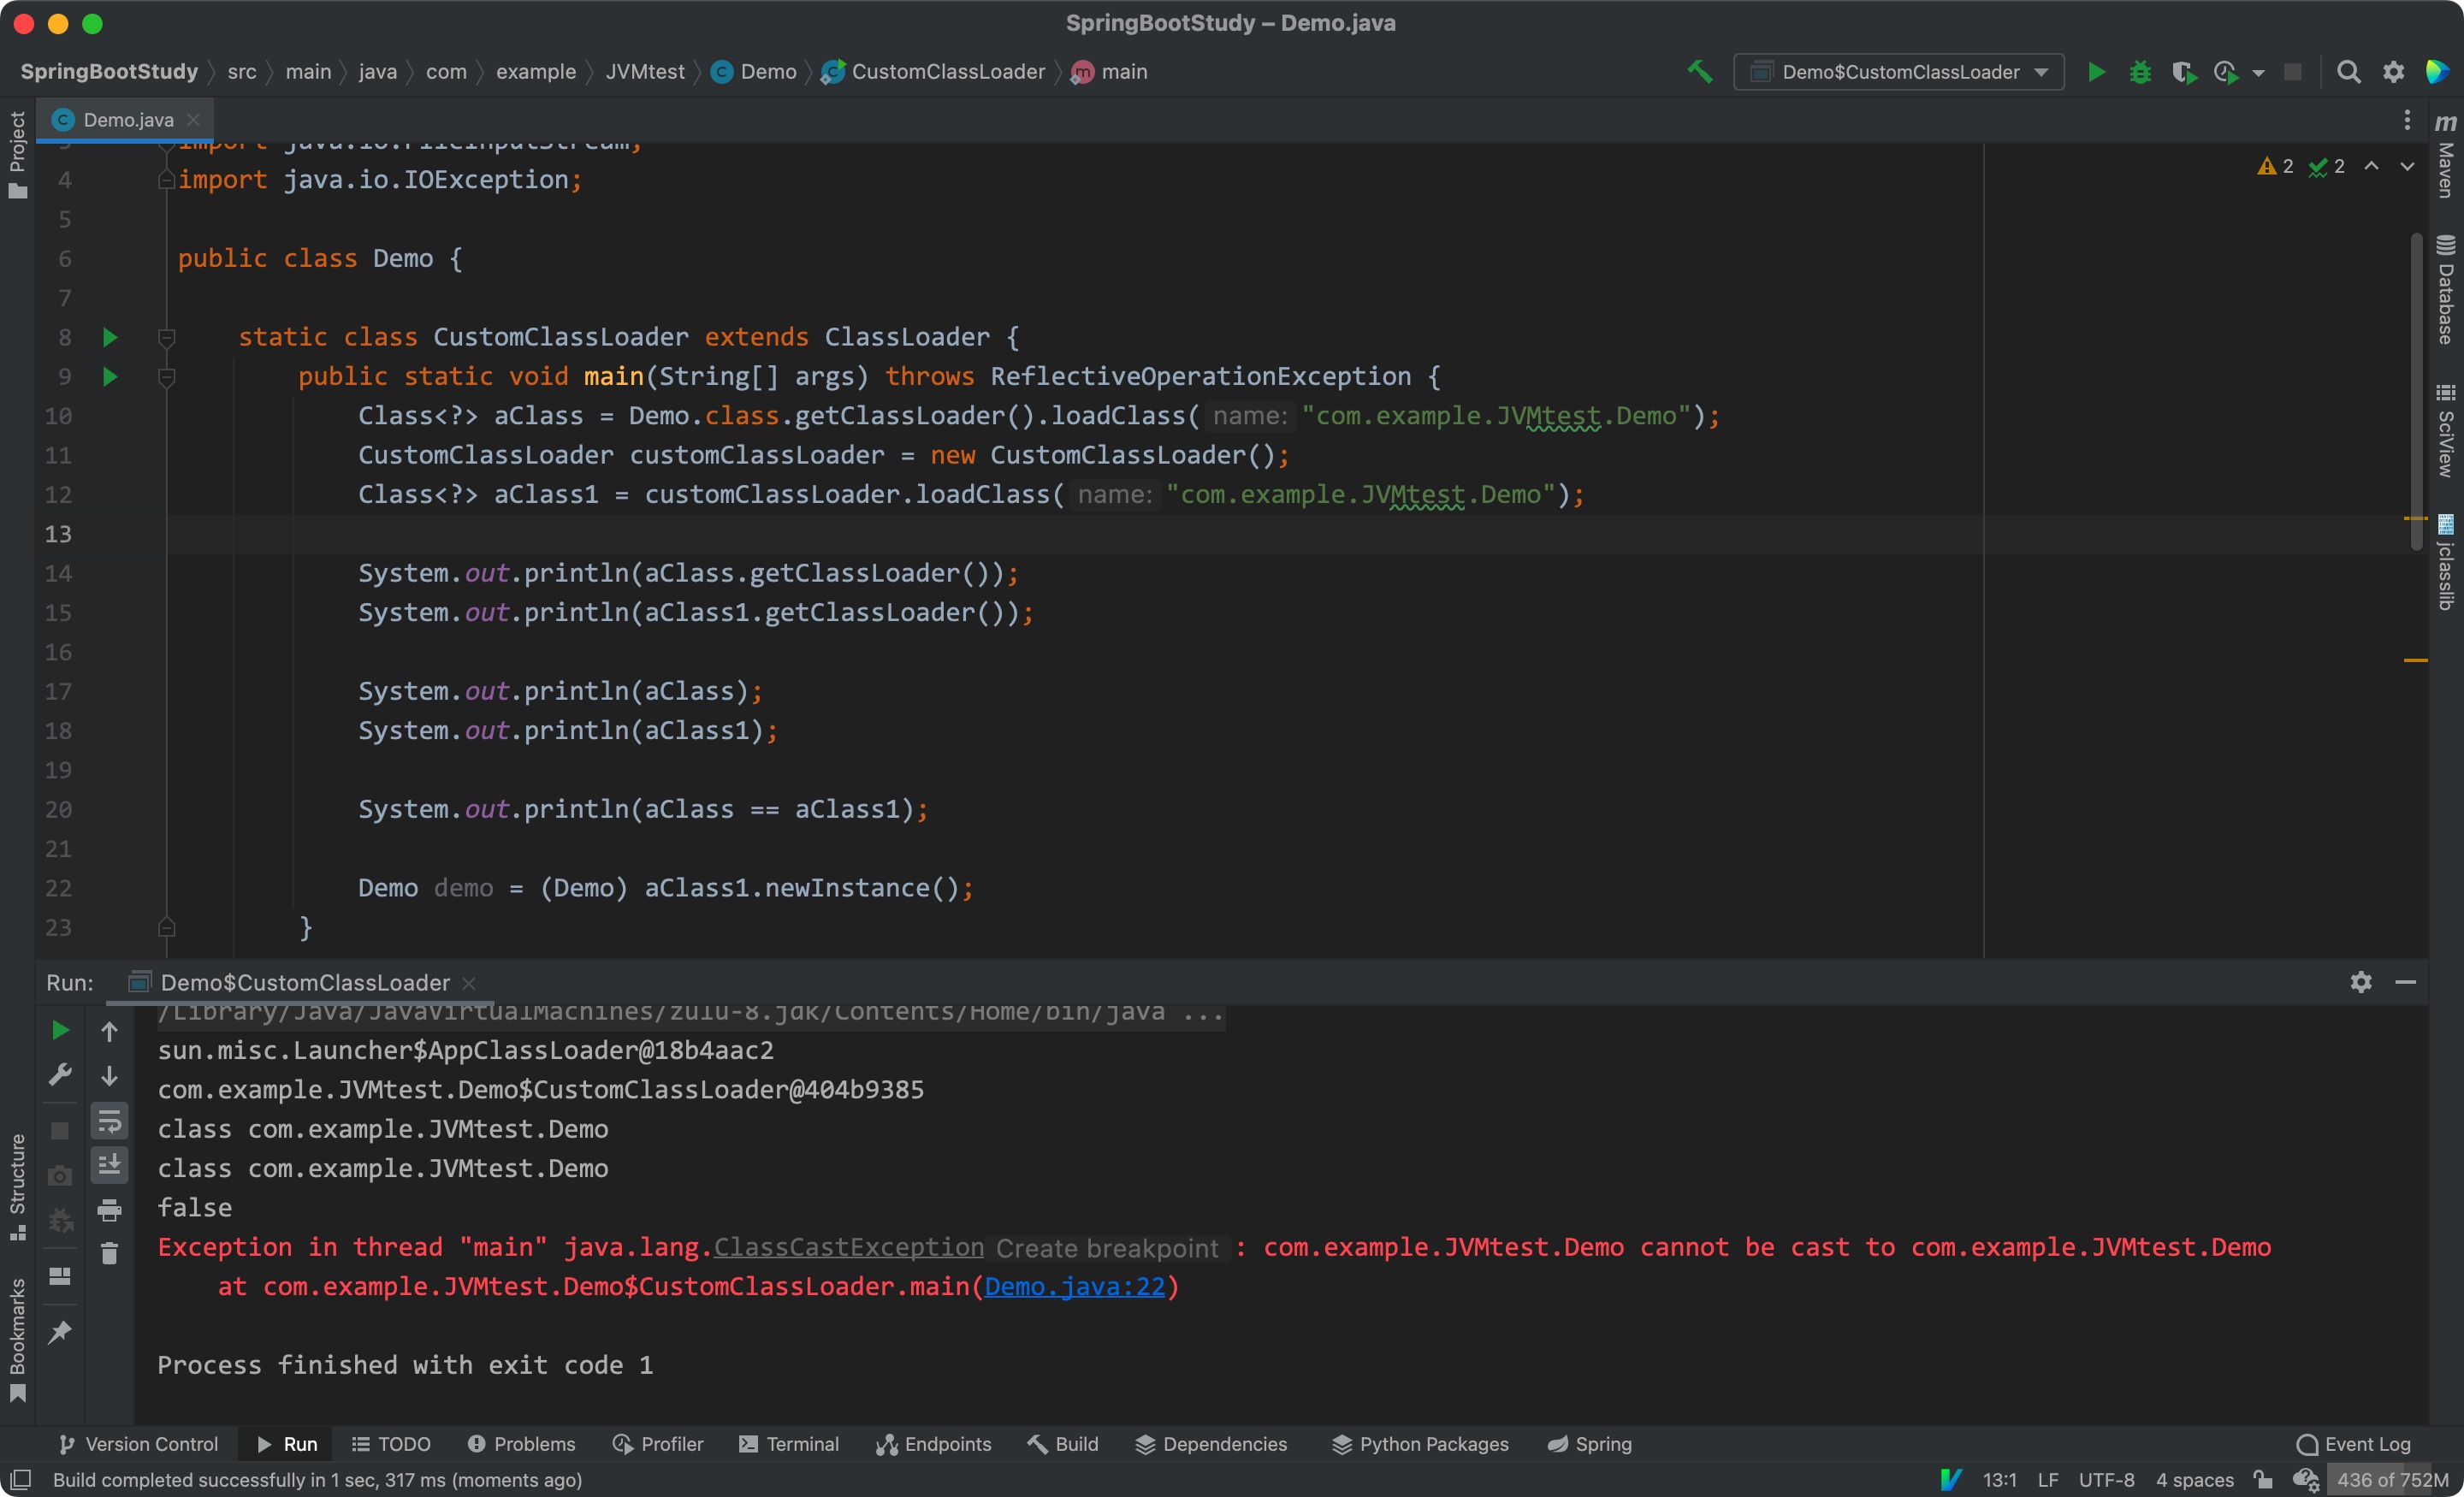 SpringBootStudy – Demo.java
SpringBootStudy src main java com example JVMtest Demo CustomClassLoader main
Demo$CustomClassLoader
Project
Demo.java
import java.io.FileInputStream;
2 2
4 import java.io.IOException;
5
6 public class Demo {
7
8 static class CustomClassLoader extends ClassLoader {
9 public static void main(String[] args) throws ReflectiveOperationException {
10 Class<?> aClass = Demo.class.getClassLoader().loadClass( name: "com.example.JVMtest.Demo");
11 CustomClassLoader customClassLoader = new CustomClassLoader();
12 Class<?> aClass1 = customClassLoader.loadClass( name: "com.example.JVMtest.Demo");
13
14 System.out.println(aClass.getClassLoader());
15 System.out.println(aClass1.getClassLoader());
16
17 System.out.println(aClass);
18 System.out.println(aClass1);
19
20 System.out.println(aClass == aClass1);
21
22 Demo demo = (Demo) aClass1.newInstance();
23 }
m Maven
Database
SciView
jclasslib
Run: Demo$CustomClassLoader
/Library/Java/JavaVirtualMachines/zulu-8.jdk/Contents/Home/bin/java ...
sun.misc.Launcher$AppClassLoader@18b4aac2
com.example.JVMtest.Demo$CustomClassLoader@404b9385
class com.example.JVMtest.Demo
class com.example.JVMtest.Demo
false
Exception in thread "main" java.lang.ClassCastException Create breakpoint : com.example.JVMtest.Demo cannot be cast to com.example.JVMtest.Demo
at com.example.JVMtest.Demo$CustomClassLoader.main(Demo.java:22)
Process finished with exit code 1
Structure
Bookmarks
Version Control Run TODO Problems Profiler Terminal Endpoints Build Dependencies Python Packages Spring Event Log
Build completed successfully in 1 sec, 317 ms (moments ago) 13:1 LF UTF-8 4 spaces 436 of 752M